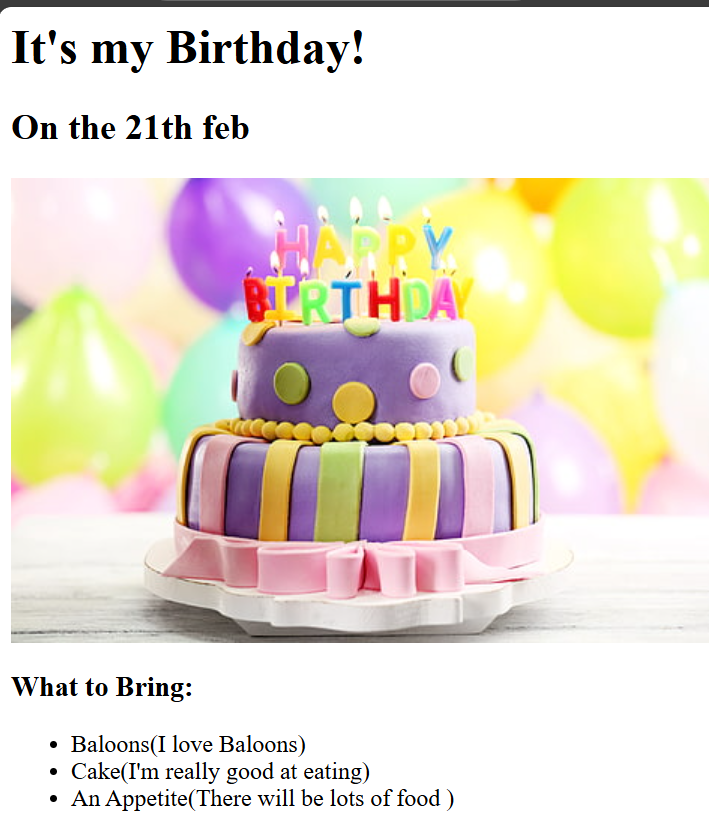 It's my Birthday!
On the 21th feb
HAPPY
BIRTHDAY
What to Bring:
Baloons(I love Baloons)
Cake(I'm really good at eating)
An Appetite(There will be lots of food )